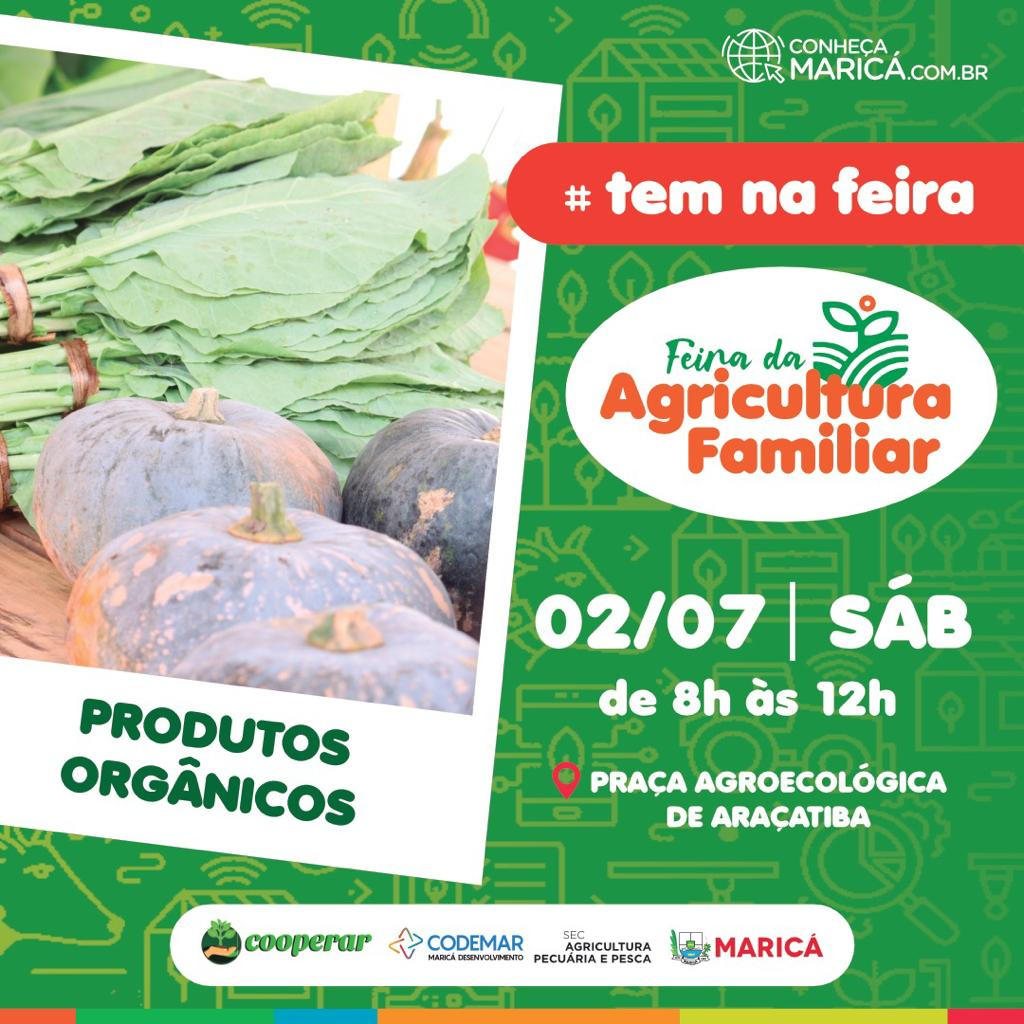 CONHEÇA
MARICÁ.COM.BR
# tem na feira
Feira da
Agricultura
Familiar
02/07 | SÁB
de 8h às 12h
PRAÇA AGROECOLÓGICA
DE ARAÇATIBA
PRODUTOS
ORGÂNICOS
cooperar
CODEMAR
MARICÁ DESENVOLVIMENTO
SEC
AGRICULTURA
PECUÁRIA E PESCA
MARICÁ